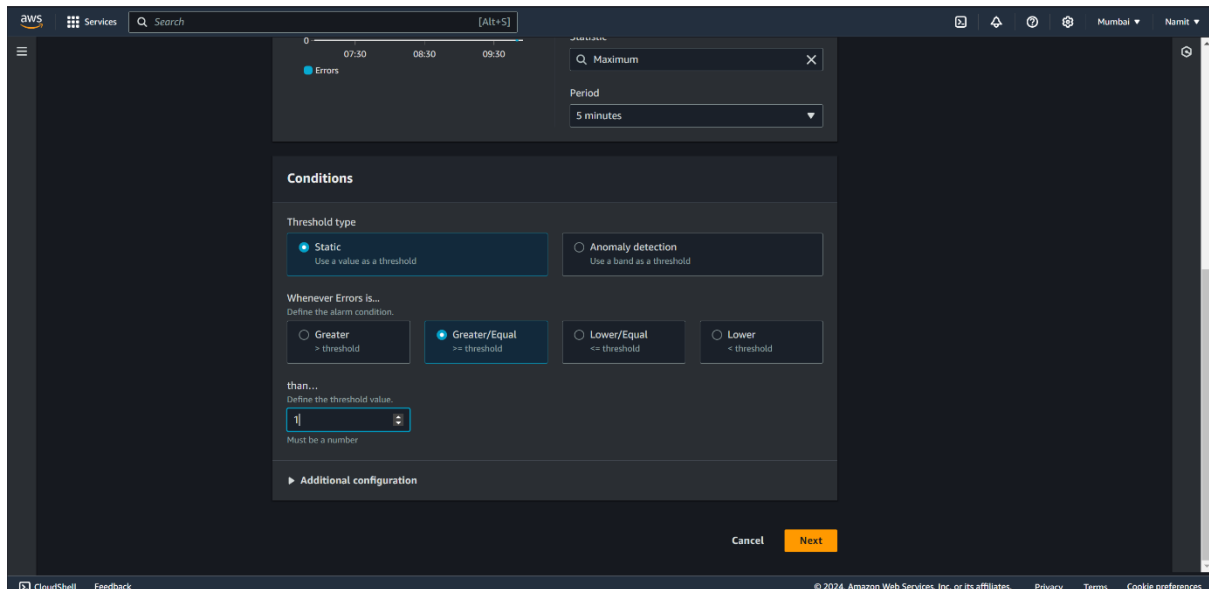 aws Services Search [Alt+S] Mumbai Namit
Statistic
0
07:30 08:30 09:30
Errors
Maximum
Period
5 minutes
Conditions
Threshold type
Static
Use a value as a threshold
Anomaly detection
Use a band as a threshold
Whenever Errors is...
Define the alarm condition.
Greater
> threshold
Greater/Equal
>= threshold
Lower/Equal
<= threshold
Lower
< threshold
than...
Define the threshold value.
1
Must be a number
Additional configuration
Cancel Next
CloudShell Feedback © 2024, Amazon Web Services, Inc. or its affiliates. Privacy Terms Cookie preferences